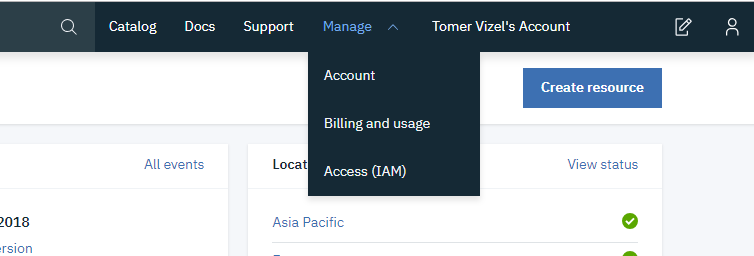 Catalog Docs Support Manage Tomer Vizel's Account
Account
Billing and usage
Access (IAM)
Create resource
All events
2018
Locat
View status
Asia Pacific